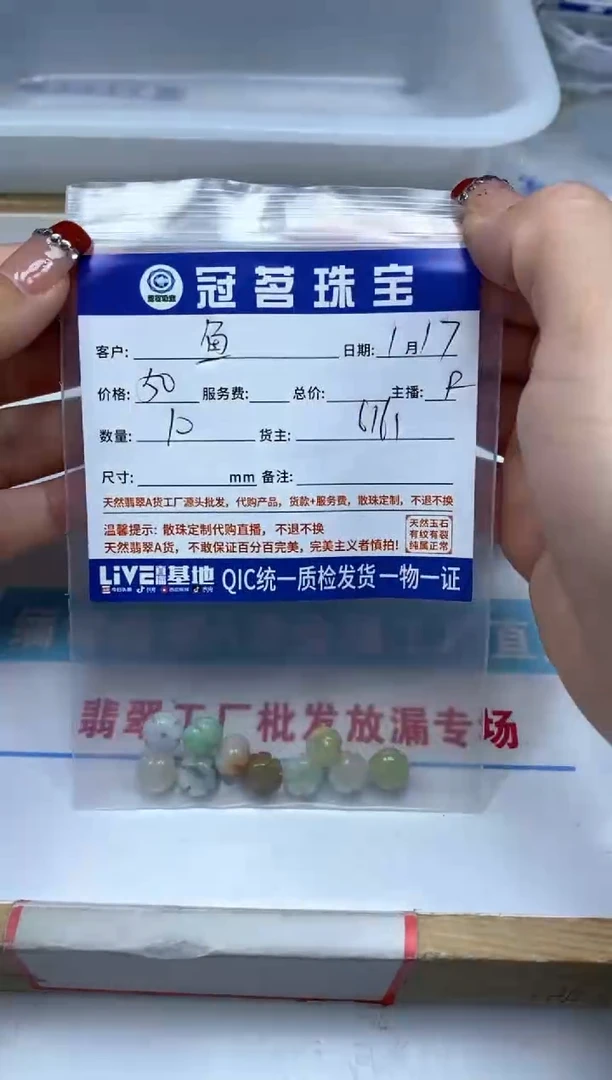 冠茗珠宝
客户: 鱼 日期: 1月17
价格: 50 服务费: 总价: 主播: P
数量: 10 货主:
尺寸: mm 备注:
天然翡翠A货工厂源头批发，代购产品，货款+服务费，散珠定制，不退不换
温馨提示: 散珠定制代购直播，不退不换
天然翡翠A货，不敢保证百分百完美，完美主义者慎拍!
天然玉石
有纹有裂
纯属正常
LiVE直播基地 QIC统一质检发货一物一证
翡翠工厂批发放漏专场